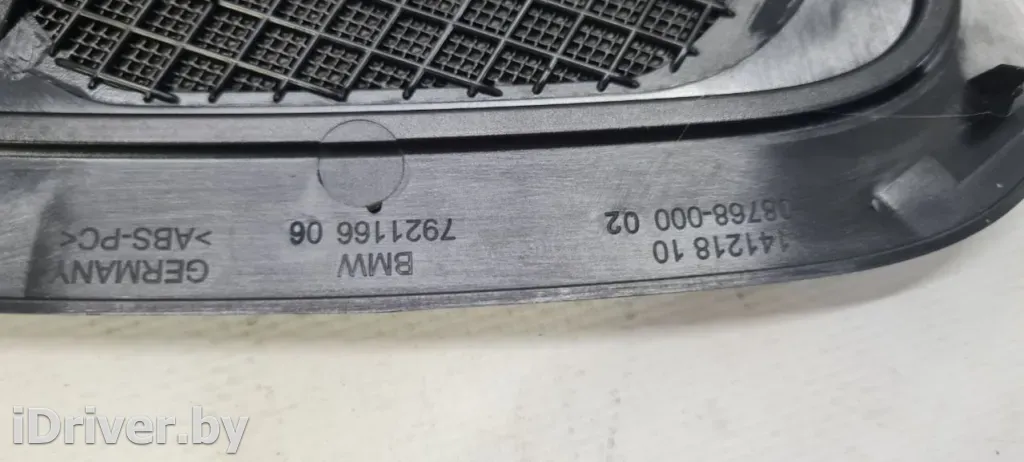 141218 10
08768-000 02
BMW
7921166 06
GERMANY
>ABS-PC<
iDriver.by